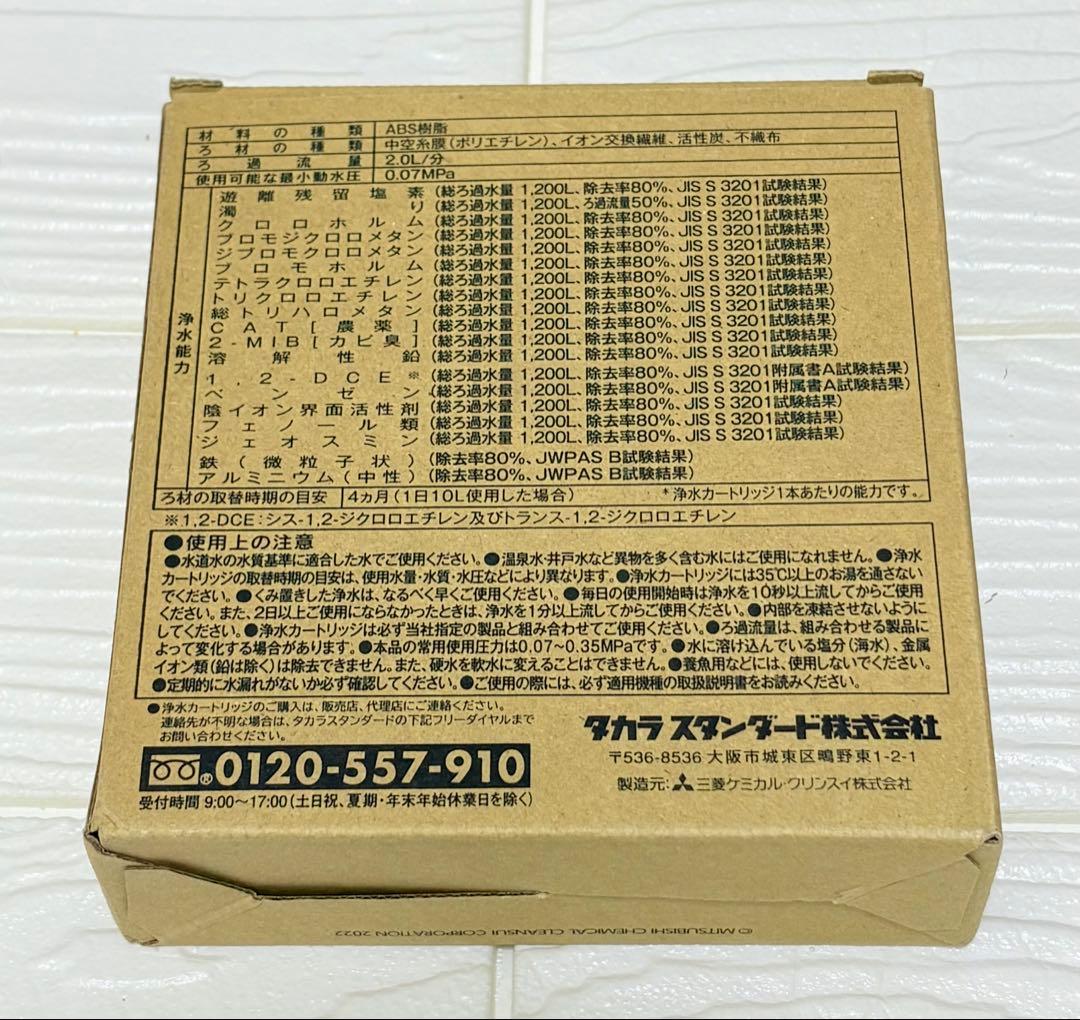 材料の種類 ABS樹脂
ろ材の種類 中空糸膜(ポリエチレン)、イオン交換繊維、活性炭、不織布
ろ過流量 2.0L/分
使用可能な最小動水圧 0.07MPa
浄水能力
遊離残留塩素(総ろ過水量 1,200L、除去率80%、JIS S 3201試験結果)
濁り(総ろ過水量 1,200L、ろ過流量50%、JIS S 3201試験結果)
クロロホルム(総ろ過水量 1,200L、除去率80%、JIS S 3201試験結果)
ブロモジクロロメタン(総ろ過水量 1,200L、除去率80%、JIS S 3201試験結果)
ジブロモクロロメタン(総ろ過水量 1,200L、除去率80%、JIS S 3201試験結果)
ブロモホルム(総ろ過水量 1,200L、除去率80%、JIS S 3201試験結果)
テトラクロロエチレン(総ろ過水量 1,200L、除去率80%、JIS S 3201試験結果)
トリクロロエチレン(総ろ過水量 1,200L、除去率80%、JIS S 3201試験結果)
総トリハロメタン(総ろ過水量 1,200L、除去率80%、JIS S 3201試験結果)
CAT[農薬](総ろ過水量 1,200L、除去率80%、JIS S 3201試験結果)
2-MIB[カビ臭](総ろ過水量 1,200L、除去率80%、JIS S 3201試験結果)
溶解性鉛(総ろ過水量 1,200L、除去率80%、JIS S 3201試験結果)
1,2-DCE※(総ろ過水量 1,200L、除去率80%、JIS S 3201附属書A試験結果)
ベンゼン(総ろ過水量 1,200L、除去率80%、JIS S 3201附属書A試験結果)
陰イオン界面活性剤(総ろ過水量 1,200L、除去率80%、JIS S 3201試験結果)
フェノール類(総ろ過水量 1,200L、除去率80%、JIS S 3201試験結果)
ジェオスミン(総ろ過水量 1,200L、除去率80%、JIS S 3201試験結果)
鉄(微粒子状)(除去率80%、JWPAS B試験結果)
アルミニウム(中性)(除去率80%、JWPAS B試験結果)
ろ材の取替時期の目安 4ヵ月(1日10L使用した場合) *浄水カートリッジ1本あたりの能力です。
※1,2-DCE:シス-1,2-ジクロロエチレン及びトランス-1,2-ジクロロエチレン
●使用上の注意
●水道水の水質基準に適合した水でご使用ください。●温泉水・井戸水など異物を多く含む水にはご使用になれません。●浄水
カートリッジの取替時期の目安は、使用水量・水質・水圧などにより異なります。●浄水カートリッジには35℃以上のお湯を通さない
でください。●くみ置きした浄水は、なるべく早くご使用ください。●毎日の使用開始時は浄水を10秒以上流してからご使用
ください。また、2日以上ご使用にならなかったときは、浄水を1分以上流してからご使用ください。●内部を凍結させないように
してください。●浄水カートリッジは必ず当社指定の製品と組み合わせてご使用ください。●ろ過流量は、組み合わせる製品に
よって変化する場合があります。●本品の常用使用圧力は0.07~0.35MPaです。●水に溶け込んでいる塩分(海水)、金属
イオン類(鉛は除く)は除去できません。また、硬水を軟水に変えることはできません。●養魚用などには、使用しないでください。
●定期的に水漏れがないか必ず確認してください。●ご使用の際には、必ず適用機種の取扱説明書をお読みください。
●浄水カートリッジのご購入は、販売店、代理店にご連絡ください。
連絡先が不明な場合は、タカラスタンダードの下記フリーダイヤルまで
お問い合わせください。
0120-557-910
受付時間 9:00~17:00(土日祝、夏期・年末年始休業日を除く)
タカラスタンダード株式会社
〒536-8536 大阪市城東区鴫野東1-2-1
製造元:三菱ケミカル・クリンスイ株式会社
© MITSUBISHI CHEMICAL CLEANSUI CORPORATION 2022